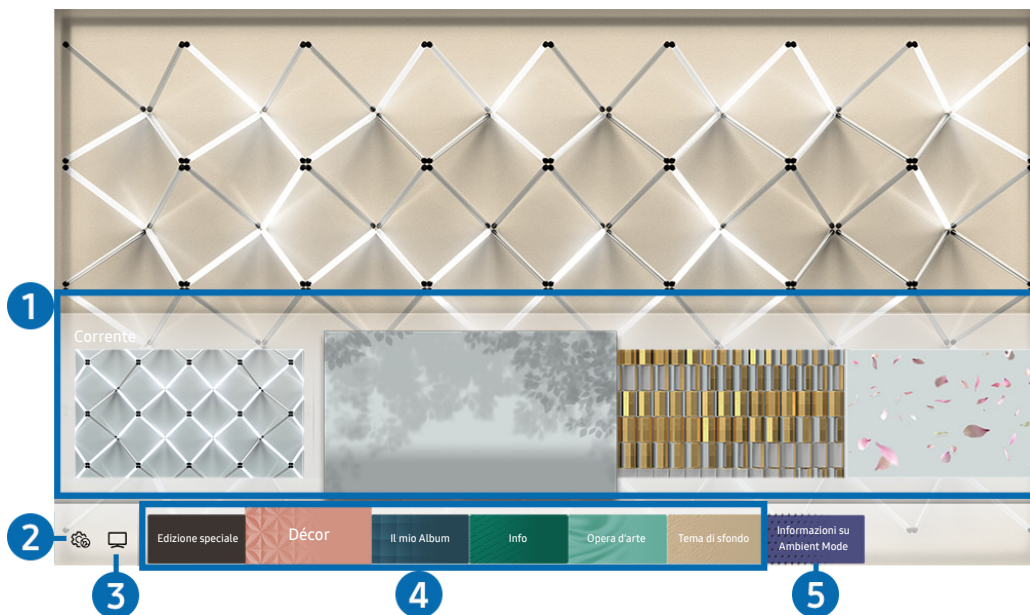 1
Corrente
2
3
Edizione speciale
Décor
Il mio Album
Info
Opera d'arte
Tema di sfondo
Informazioni su
Ambient Mode
4
5